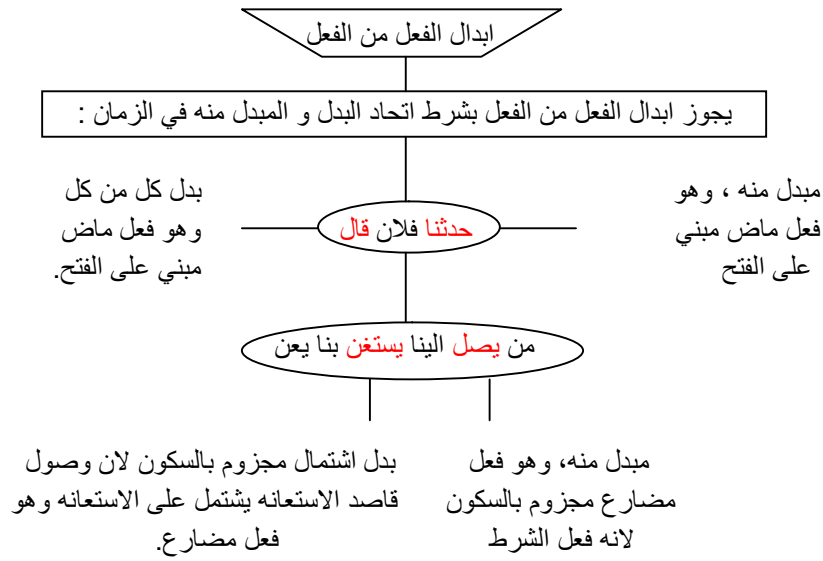 ابدال الفعل من الفعل
يجوز ابدال الفعل من الفعل بشرط اتحاد البدل و المبدل منه في الزمان :
مبدل منه ، وهو
فعل ماض مبني
على الفتح
حدثنا فلان قال
بدل كل من كل
وهو فعل ماض
مبني على الفتح.
من يصل الينا يستغن بنا يعن
مبدل منه، وهو فعل
مضارع مجزوم بالسكون
لانه فعل الشرط
بدل اشتمال مجزوم بالسكون لان وصول
قاصد الاستعانه يشتمل على الاستعانه وهو
فعل مضارع.